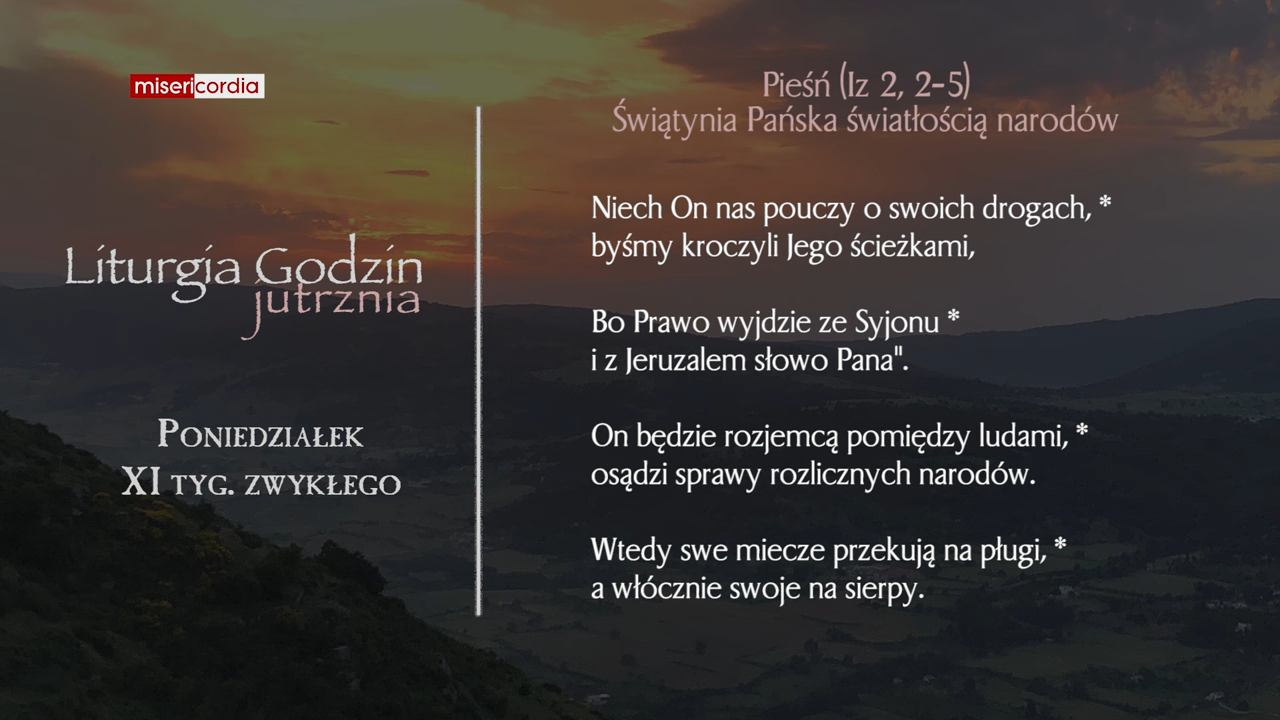 misericordia
Liturgia Godzin
jutrznia
Poniedziałek
XI tyg. zwykłego
Pieśń (Iz 2, 2-5)
Świątynia Pańska światłością narodów
Niech On nas pouczy o swoich drogach, *
byśmy kroczyli Jego ścieżkami,
Bo Prawo wyjdzie ze Syjonu *
i z Jeruzalem słowo Pana".
On będzie rozjemcą pomiędzy ludami, *
osądzi sprawy rozlicznych narodów.
Wtedy swe miecze przekują na pługi, *
a włócznie swoje na sierpy.